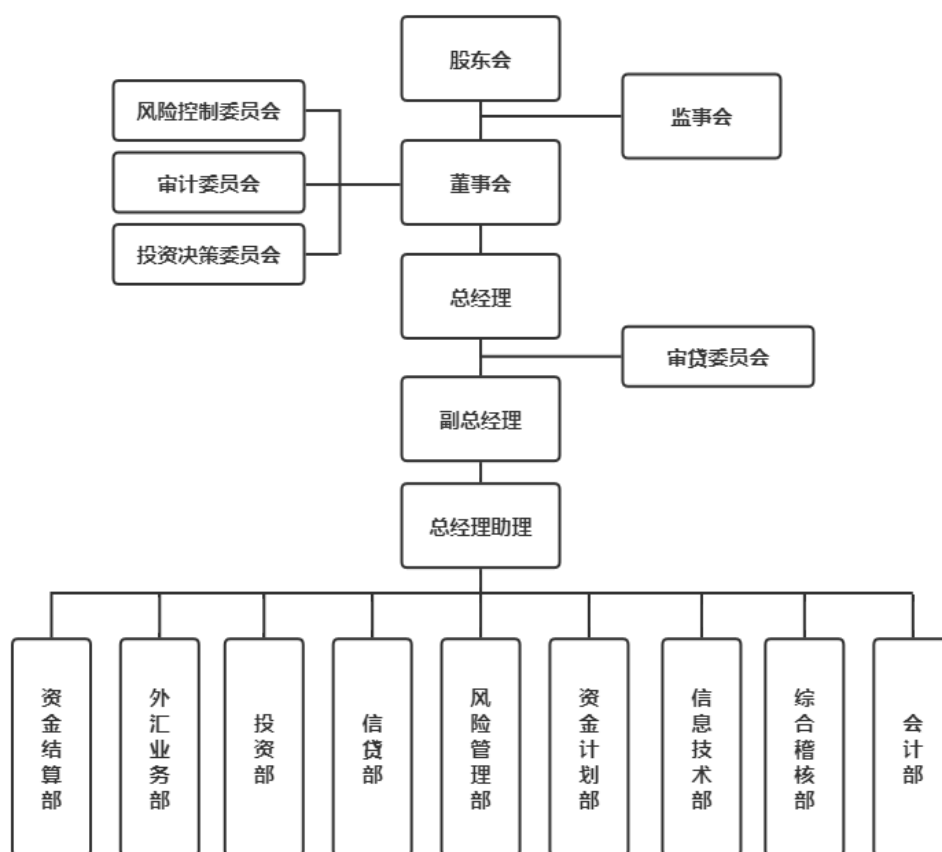 股东会
监事会
风险控制委员会
审计委员会
投资决策委员会
董事会
总经理
审贷委员会
副总经理
总经理助理
资金结算部
外汇业务部
投资部
信贷部
风险管理部
资金计划部
信息技术部
综合稽核部
会计部